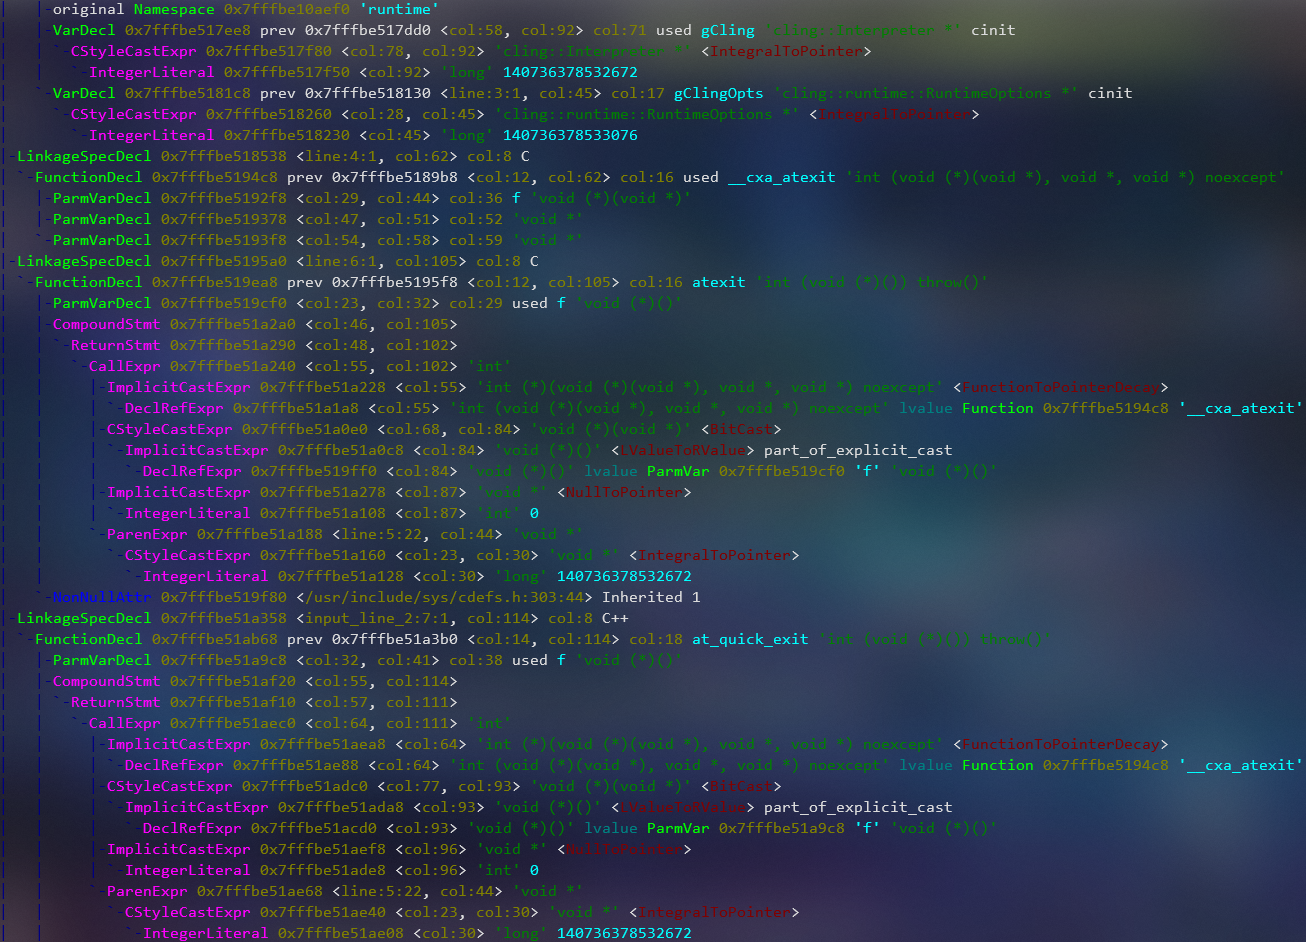 | |-original Namespace 0x7fffbe10aef0 'runtime'
| |-VarDecl 0x7fffbe517ee8 prev 0x7fffbe517dd0 <col:58, col:92> col:71 used gCling 'cling::Interpreter *' cinit
| | `-CStyleCastExpr 0x7fffbe517f80 <col:78, col:92> 'cling::Interpreter *' <IntegralToPointer>
| |   `-IntegerLiteral 0x7fffbe517f50 <col:92> 'long' 140736378532672
| `-VarDecl 0x7fffbe5181c8 prev 0x7fffbe518130 <line:3:1, col:45> col:17 gClingOpts 'cling::runtime::RuntimeOptions *' cinit
|   `-CStyleCastExpr 0x7fffbe518260 <col:28, col:45> 'cling::runtime::RuntimeOptions *' <IntegralToPointer>
|     `-IntegerLiteral 0x7fffbe518230 <col:45> 'long' 140736378533076
|-LinkageSpecDecl 0x7fffbe518538 <line:4:1, col:62> col:8 C
| `-FunctionDecl 0x7fffbe5194c8 prev 0x7fffbe5189b8 <col:12, col:62> col:16 used __cxa_atexit 'int (void (*)(void *), void *, void *) noexcept'
|   |-ParmVarDecl 0x7fffbe5192f8 <col:29, col:44> col:36 f 'void (*)(void *)'
|   |-ParmVarDecl 0x7fffbe519378 <col:47, col:51> col:52 'void *'
|   `-ParmVarDecl 0x7fffbe5193f8 <col:54, col:58> col:59 'void *'
|-LinkageSpecDecl 0x7fffbe5195a0 <line:6:1, col:105> col:8 C
| `-FunctionDecl 0x7fffbe519ea8 prev 0x7fffbe5195f8 <col:12, col:105> col:16 atexit 'int (void (*)()) throw()'
|   |-ParmVarDecl 0x7fffbe519cf0 <col:23, col:32> col:29 used f 'void (*)()'
|   |-CompoundStmt 0x7fffbe51a2a0 <col:46, col:105>
|   | `-ReturnStmt 0x7fffbe51a290 <col:48, col:102>
|   |   `-CallExpr 0x7fffbe51a240 <col:55, col:102> 'int'
|   |     |-ImplicitCastExpr 0x7fffbe51a228 <col:55> 'int (*)(void (*)(void *), void *, void *) noexcept' <FunctionToPointerDecay>
|   |     | `-DeclRefExpr 0x7fffbe51a1a8 <col:55> 'int (void (*)(void *), void *, void *) noexcept' lvalue Function 0x7fffbe5194c8 '__cxa_atexit'
|   |     |-CStyleCastExpr 0x7fffbe51a0e0 <col:68, col:84> 'void (*)(void *)' <BitCast>
|   |     | `-ImplicitCastExpr 0x7fffbe51a0c8 <col:84> 'void (*)()' <LValueToRValue> part_of_explicit_cast
|   |     |   `-DeclRefExpr 0x7fffbe519ff0 <col:84> 'void (*)()' lvalue ParmVar 0x7fffbe519cf0 'f' 'void (*)()'
|   |     |-ImplicitCastExpr 0x7fffbe51a278 <col:87> 'void *' <NullToPointer>
|   |     | `-IntegerLiteral 0x7fffbe51a108 <col:87> 'int' 0
|   |     `-ParenExpr 0x7fffbe51a188 <line:5:22, col:44> 'void *'
|   |       `-CStyleCastExpr 0x7fffbe51a160 <col:23, col:30> 'void *' <IntegralToPointer>
|   |         `-IntegerLiteral 0x7fffbe51a128 <col:30> 'long' 140736378532672
|   `-NonNullAttr 0x7fffbe519f80 </usr/include/sys/cdefs.h:303:44> Inherited 1
|-LinkageSpecDecl 0x7fffbe51a358 <input_line_2:7:1, col:114> col:8 C++
| `-FunctionDecl 0x7fffbe51ab68 prev 0x7fffbe51a3b0 <col:14, col:114> col:18 at_quick_exit 'int (void (*)()) throw()'
|   |-ParmVarDecl 0x7fffbe51a9c8 <col:32, col:41> col:38 used f 'void (*)()'
|   |-CompoundStmt 0x7fffbe51af20 <col:55, col:114>
|   | `-ReturnStmt 0x7fffbe51af10 <col:57, col:111>
|   |   `-CallExpr 0x7fffbe51aec0 <col:64, col:111> 'int'
|   |     |-ImplicitCastExpr 0x7fffbe51aea8 <col:64> 'int (*)(void (*)(void *), void *, void *) noexcept' <FunctionToPointerDecay>
|   |     | `-DeclRefExpr 0x7fffbe51ae88 <col:64> 'int (void (*)(void *), void *, void *) noexcept' lvalue Function 0x7fffbe5194c8 '__cxa_atexit'
|   |     |-CStyleCastExpr 0x7fffbe51adc0 <col:77, col:93> 'void (*)(void *)' <BitCast>
|   |     | `-ImplicitCastExpr 0x7fffbe51ada8 <col:93> 'void (*)()' <LValueToRValue> part_of_explicit_cast
|   |     |   `-DeclRefExpr 0x7fffbe51acd0 <col:93> 'void (*)()' lvalue ParmVar 0x7fffbe51a9c8 'f' 'void (*)()'
|   |     |-ImplicitCastExpr 0x7fffbe51aef8 <col:96> 'void *' <NullToPointer>
|   |     | `-IntegerLiteral 0x7fffbe51ade8 <col:96> 'int' 0
|   |     `-ParenExpr 0x7fffbe51ae68 <line:5:22, col:44> 'void *'
|   |       `-CStyleCastExpr 0x7fffbe51ae40 <col:23, col:30> 'void *' <IntegralToPointer>
|   |         `-IntegerLiteral 0x7fffbe51ae08 <col:30> 'long' 140736378532672